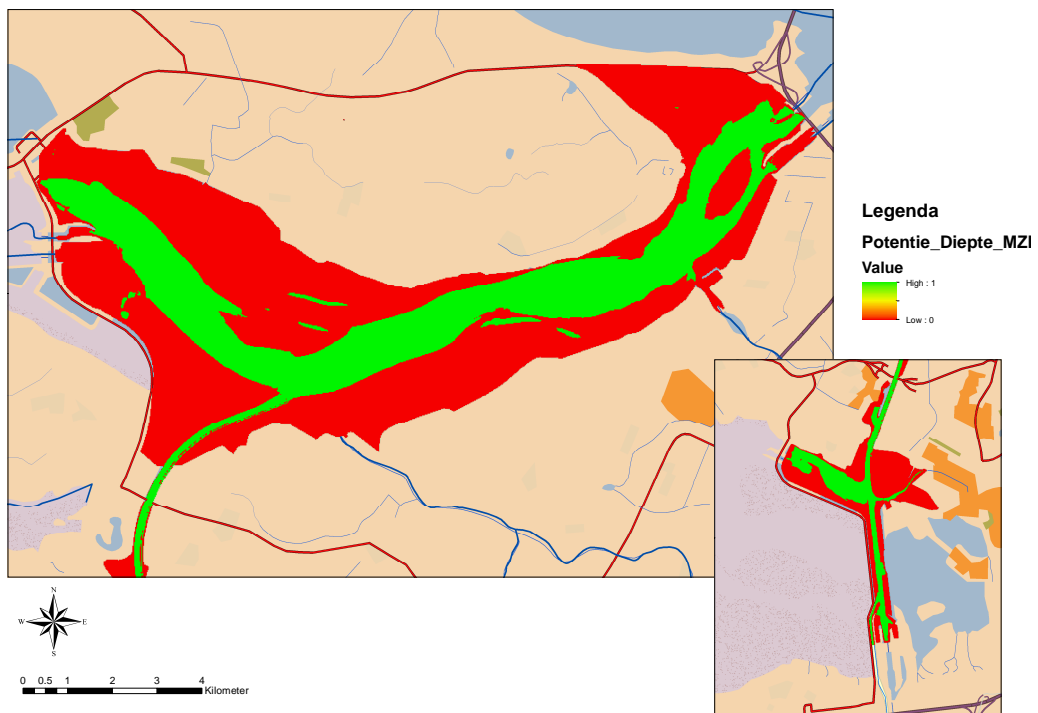 Legenda
Potentie_Diepte_MZI
Value
High : 1
Low : 0
N
W E
S
0 0.5 1 2 3 4
Kilometer